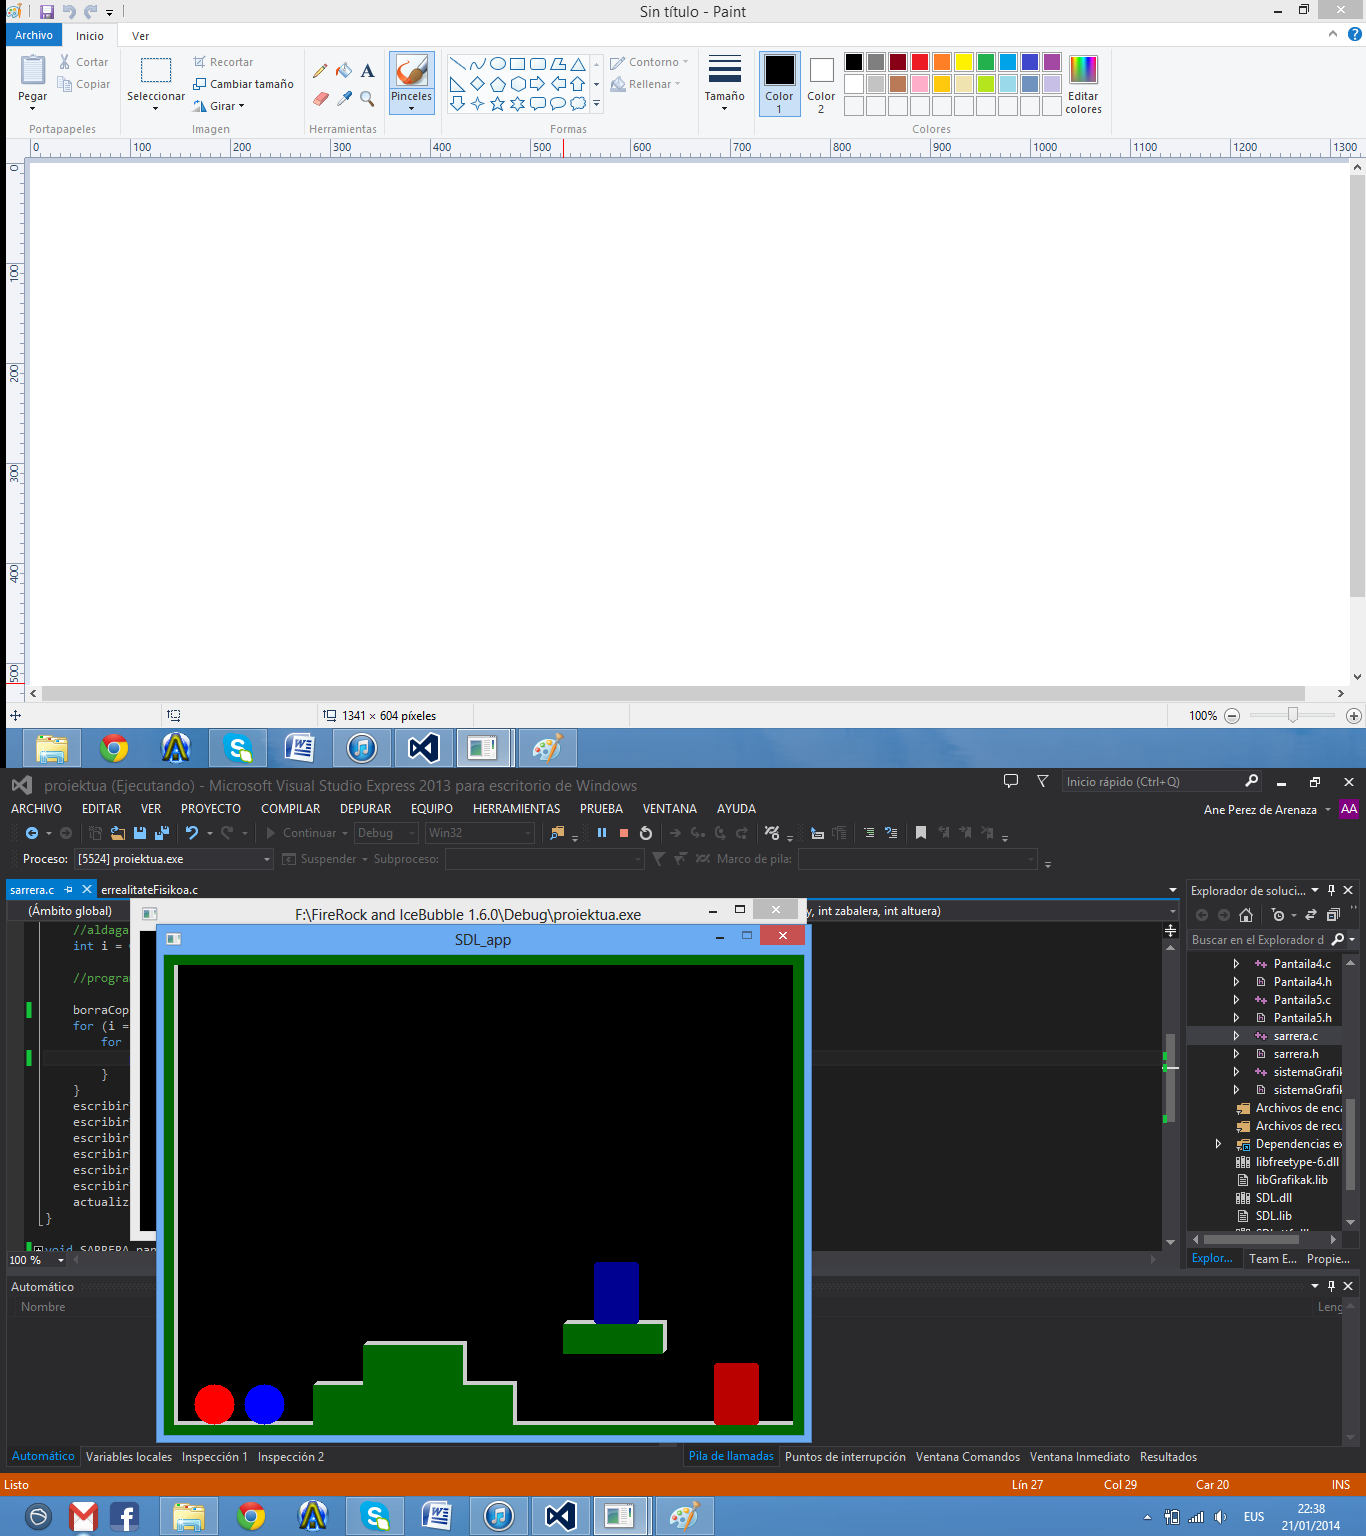 Sin título - Paint
Archivo Inicio Ver
Pegar
Cortar
Copiar
Portapapeles
Seleccionar
Recortar
Cambiar tamaño
Girar
Imagen
A
Herramientas
Pinceles
Contorno
Rellenar
Formas
Tamaño
Color 1
Color 2
Editar colores
Colores
0 100 200 300 400 500 600 700 800 900 1000 1100 1200 1300
0
100
200
300
400
500
1341 × 604 píxeles
100%
proiektua (Ejecutando) - Microsoft Visual Studio Express 2013 para escritorio de Windows
Inicio rápido (Ctrl+Q)
ARCHIVO EDITAR VER PROYECTO COMPILAR DEPURAR EQUIPO HERRAMIENTAS PRUEBA VENTANA AYUDA
Ane Perez de Arenaza AA
Continuar Debug Win32
Proceso: [5524] proiektua.exe Suspender Subproceso: Marco de pila:
sarrera.c errealitateFisikoa.c
(Ámbito global)
y, int zabalera, int altuera)
F:\FireRock and IceBubble 1.6.0\Debug\proiektua.exe
SDL_app
//aldaga
int i =
//progra
borraCop
for (i =
for
}
}
escribir
escribir
escribir
escribir
escribir
escribir
actualiz
}
void SARRERA
100 %
Explorador de soluci...
Buscar en el Explorador d
Pantaila4.c
Pantaila4.h
Pantaila5.c
Pantaila5.h
sarrera.c
sarrera.h
sistemaGrafik
sistemaGrafik
Archivos de enca
Archivos de recu
Dependencias ex
libfreetype-6.dll
libGrafikak.lib
SDL.dll
SDL.lib
Explor... Team E... Propie...
Automático
Nombre
Leng
Automático Variables locales Inspección 1 Inspección 2
Pila de llamadas Puntos de interrupción Ventana Comandos Ventana Inmediato Resultados
Listo
Lín 27 Col 29 Car 20 INS
EUS
22:38
21/01/2014